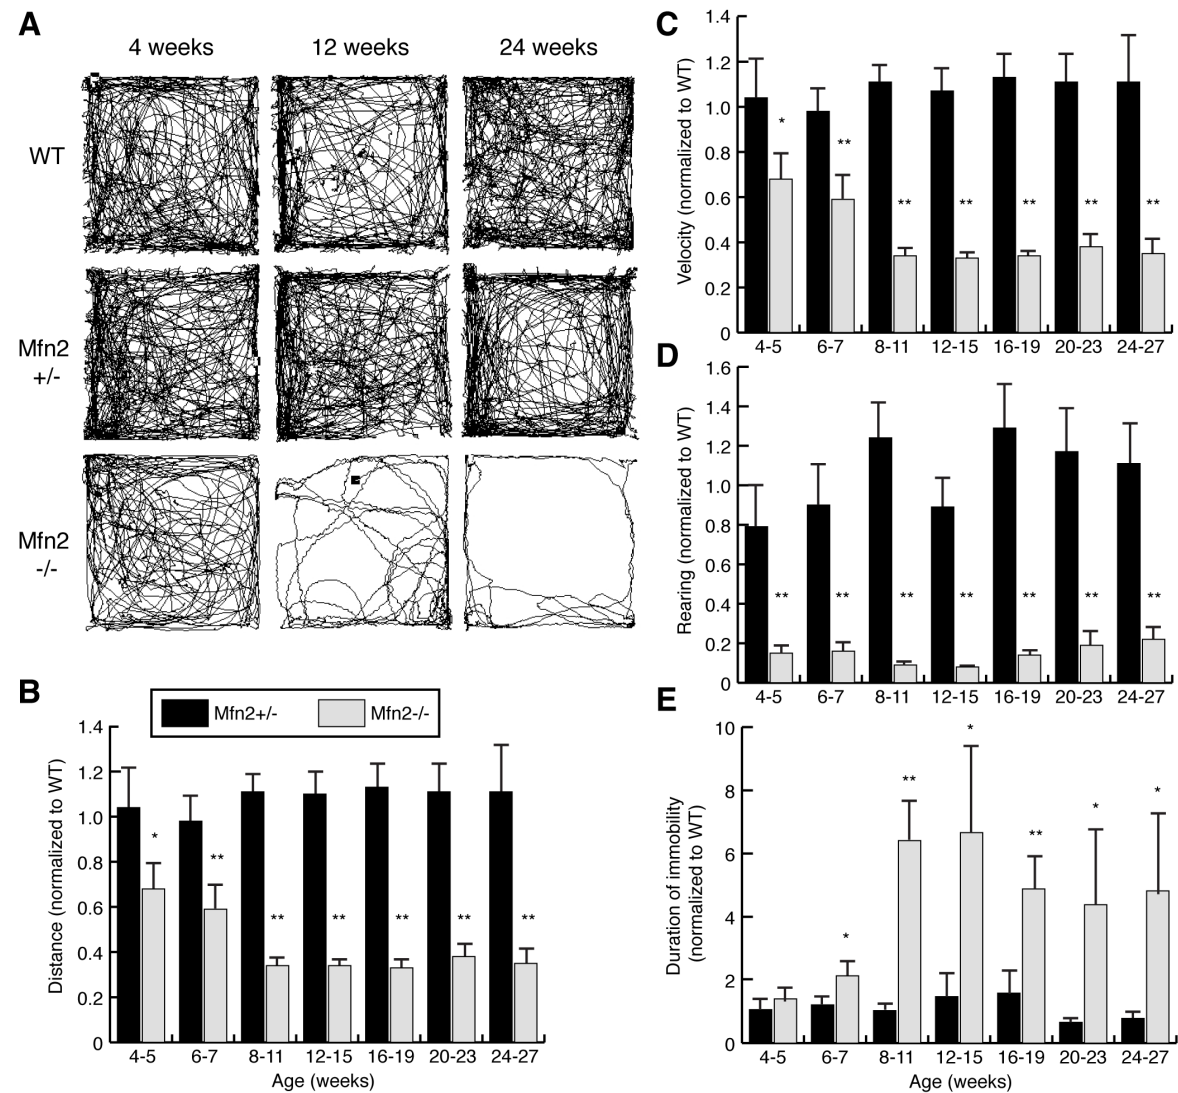 A
4 weeks
12 weeks
24 weeks
WT
Mfn2
+/-
Mfn2
-/-
B
Mfn2+/-
Mfn2-/-
Distance (normalized to WT)
1.4
1.2
1.0
0.8
0.6
0.4
0.2
0
* ** ** ** ** ** **
4-5 6-7 8-11 12-15 16-19 20-23 24-27
Age (weeks)
C
Velocity (normalized to WT)
1.4
1.2
1.0
0.8
0.6
0.4
0.2
0
* ** ** ** ** ** **
4-5 6-7 8-11 12-15 16-19 20-23 24-27
D
Rearing (normalized to WT)
1.6
1.4
1.2
1.0
0.8
0.6
0.4
0.2
0
** ** ** ** ** ** **
4-5 6-7 8-11 12-15 16-19 20-23 24-27
E
Duration of immobility
(normalized to WT)
10
8
6
4
2
0
* ** * ** * *
4-5 6-7 8-11 12-15 16-19 20-23 24-27
Age (weeks)